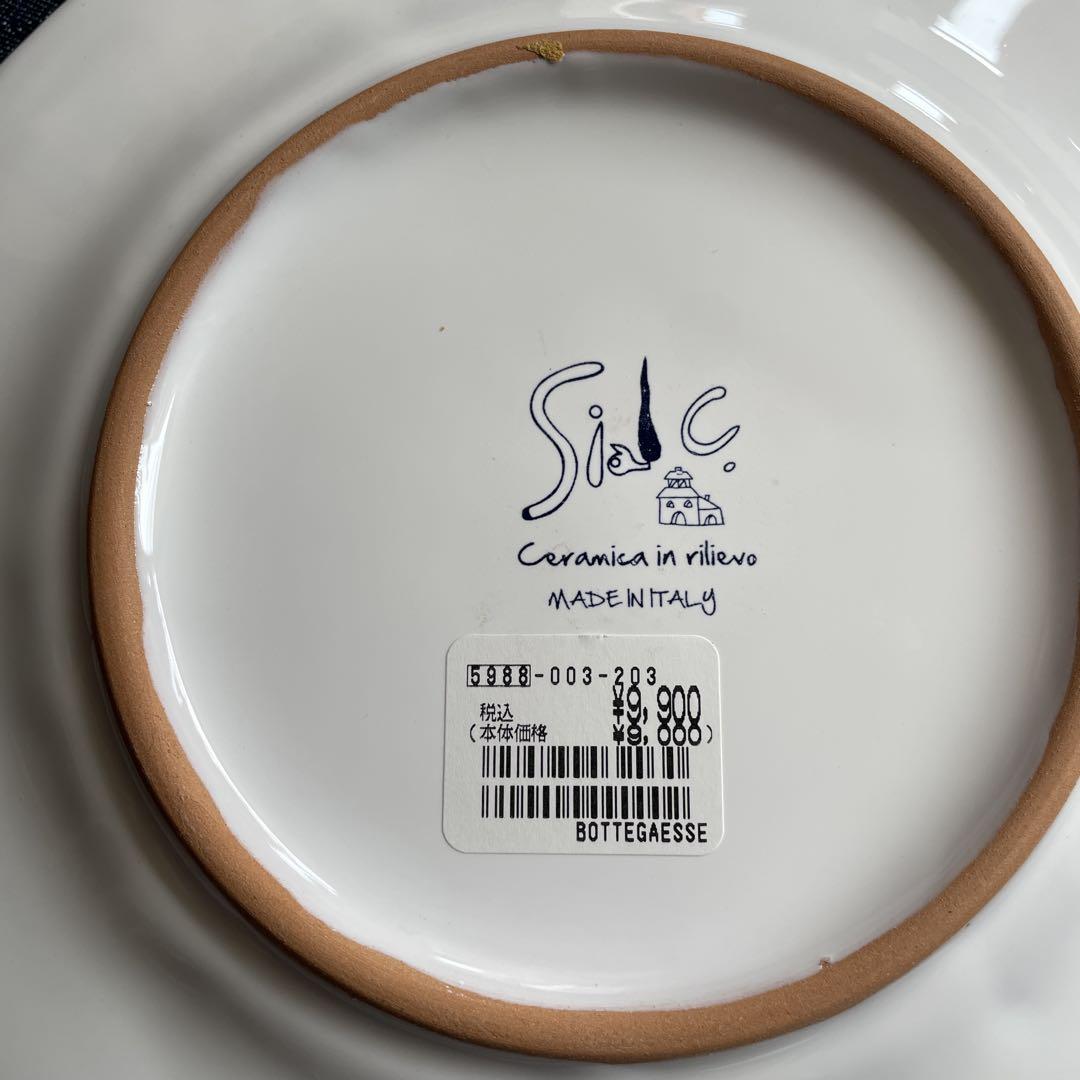 Sial C.
Ceramica in rilievo
MADE IN ITALY
5988-003-203
税込 ¥9,900
(本体価格 ¥9,000)
BOTTEGAESSE